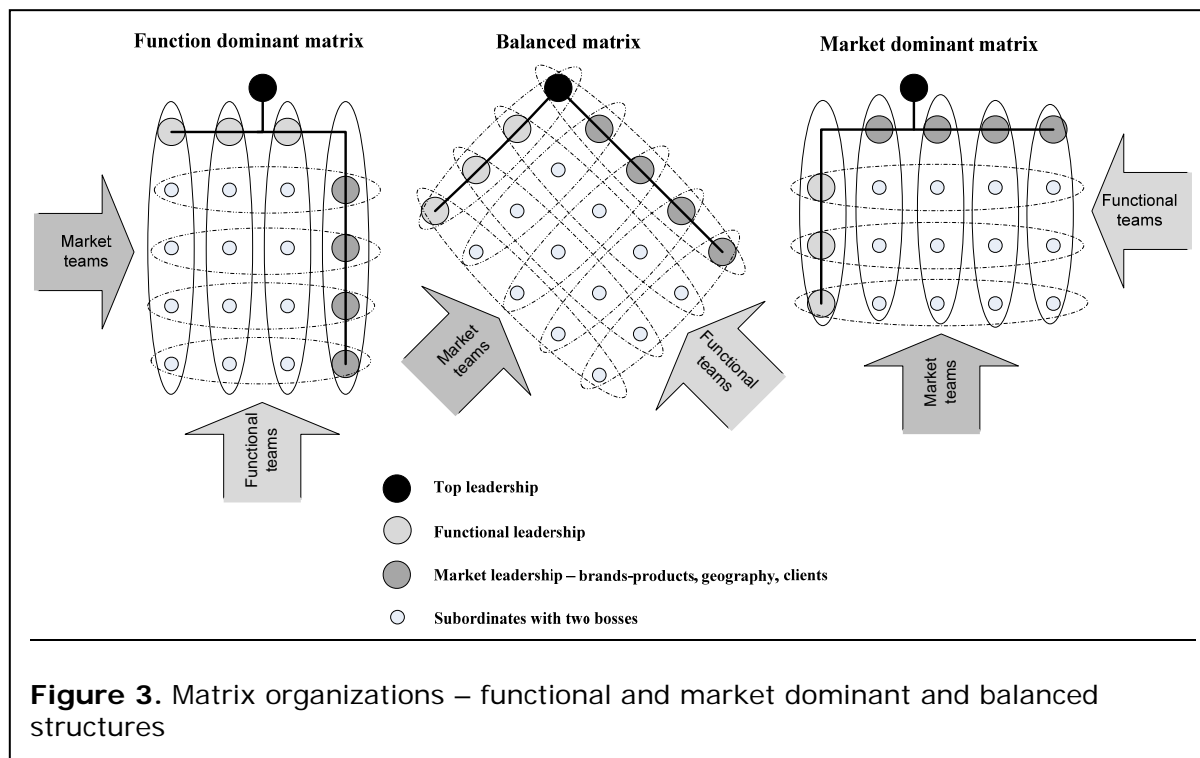 Function dominant matrix
Balanced matrix
Market dominant matrix
Market
teams
Functional
teams
Market
teams
Functional
teams
Market
teams
Functional
teams
Top leadership
Functional leadership
Market leadership – brands-products, geography, clients
Subordinates with two bosses
Figure 3. Matrix organizations – functional and market dominant and balanced
structures